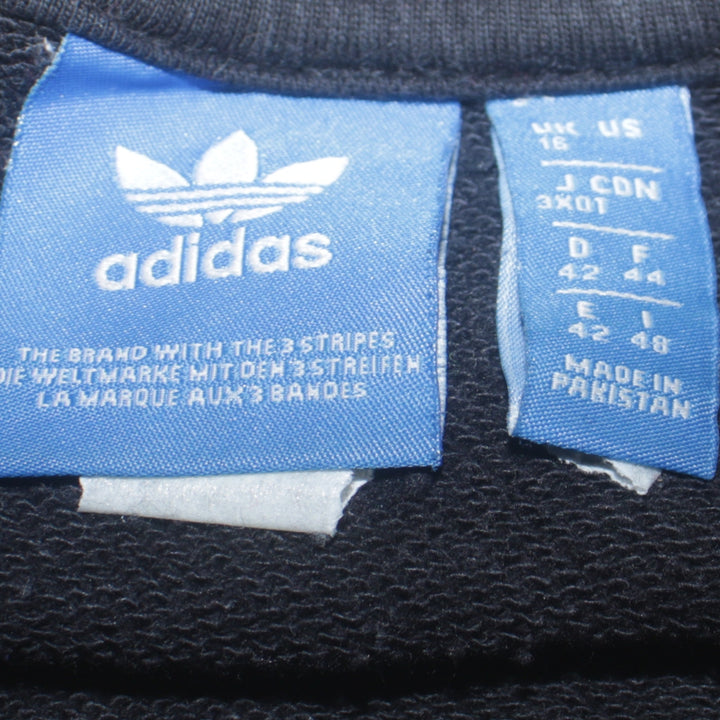 adidas
THE BRAND WITH THE 3 STRIPES
DIE WELTMARKE MIT DEN 3 STREIFEN
LA MARQUE AUX 3 BANDES
UK US
16
J CDN
3XOT
D F
42 44
E I
42 48
MADE IN
PAKISTAN